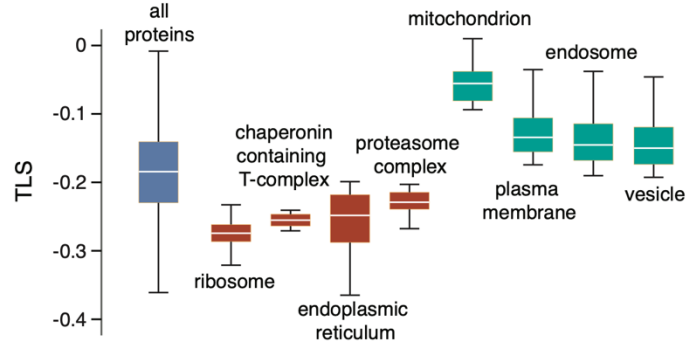 all
proteins
mitochondrion
endosome
0
-0.1
chaperonin
containing
T-complex
proteasome
complex
TLS
-0.2
plasma
membrane
vesicle
-0.3
ribosome
endoplasmic
reticulum
-0.4